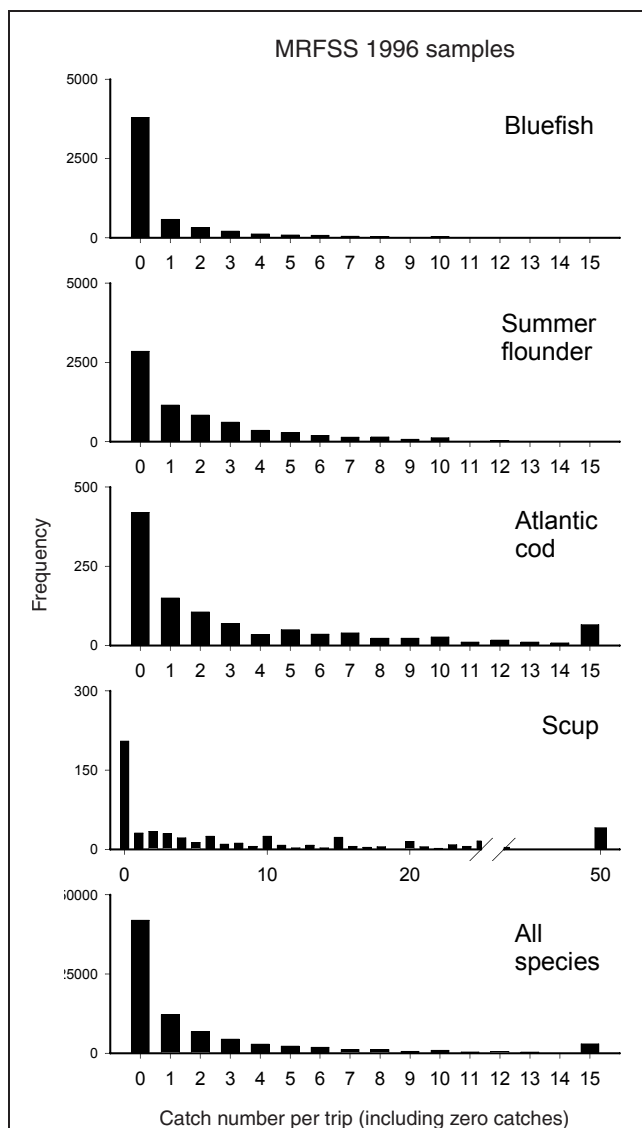 MRFSS 1996 samples
5000
Bluefish
2500
0
0 1 2 3 4 5 6 7 8 9 10 11 12 13 14 15
5000
Summer
flounder
2500
0
0 1 2 3 4 5 6 7 8 9 10 11 12 13 14 15
500
Atlantic
cod
250
0
0 1 2 3 4 5 6 7 8 9 10 11 12 13 14 15
Frequency
300
Scup
150
0
0 10 20 50
50000
All
species
25000
0
0 1 2 3 4 5 6 7 8 9 10 11 12 13 14 15
Catch number per trip (including zero catches)